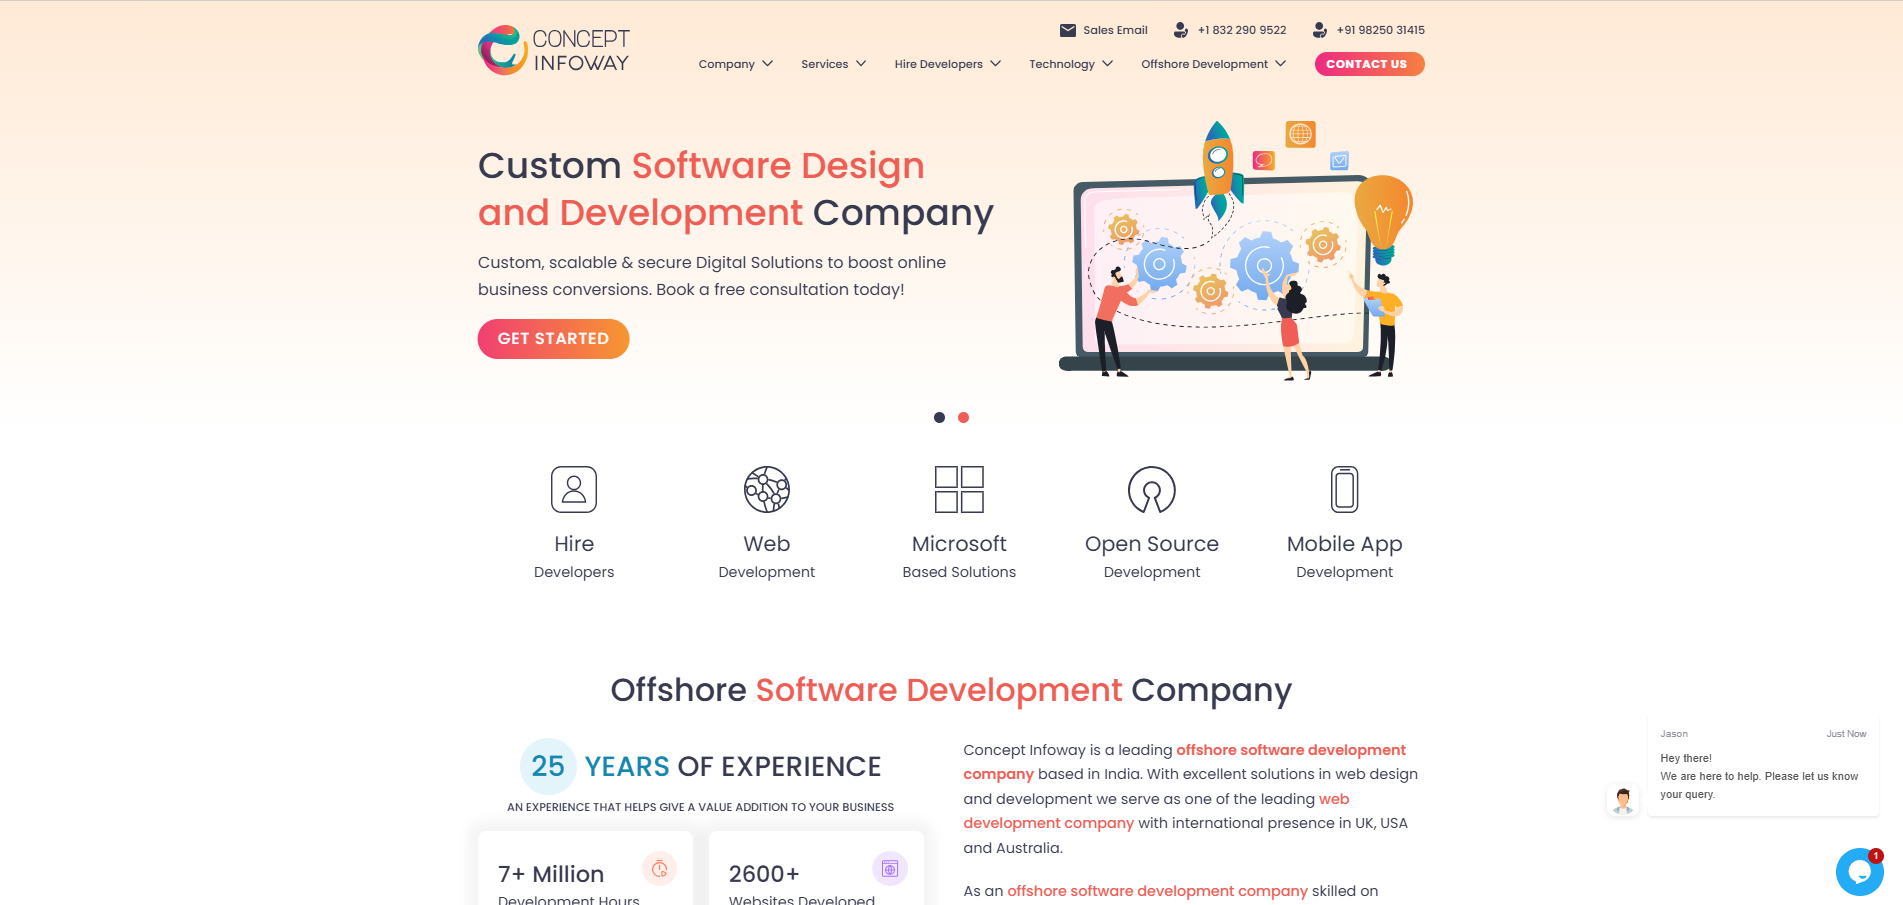 CONCEPT
INFOWAY
Sales Email
+1 832 290 9522
+91 98250 31415
Company
Services
Hire Developers
Technology
Offshore Development
CONTACT US
Custom Software Design
and Development Company
Custom, scalable & secure Digital Solutions to boost online
business conversions. Book a free consultation today!
GET STARTED
Hire
Developers
Web
Development
Microsoft
Based Solutions
Open Source
Development
Mobile App
Development
Offshore Software Development Company
25 YEARS OF EXPERIENCE
AN EXPERIENCE THAT HELPS GIVE A VALUE ADDITION TO YOUR BUSINESS
7+ Million
Development Hours
2600+
Websites Developed
Concept Infoway is a leading offshore software development
company based in India. With excellent solutions in web design
and development we serve as one of the leading web
development company with international presence in UK, USA
and Australia.
As an offshore software development company skilled on
Jason
Just Now
Hey there!
We are here to help. Please let us know
your query.
1